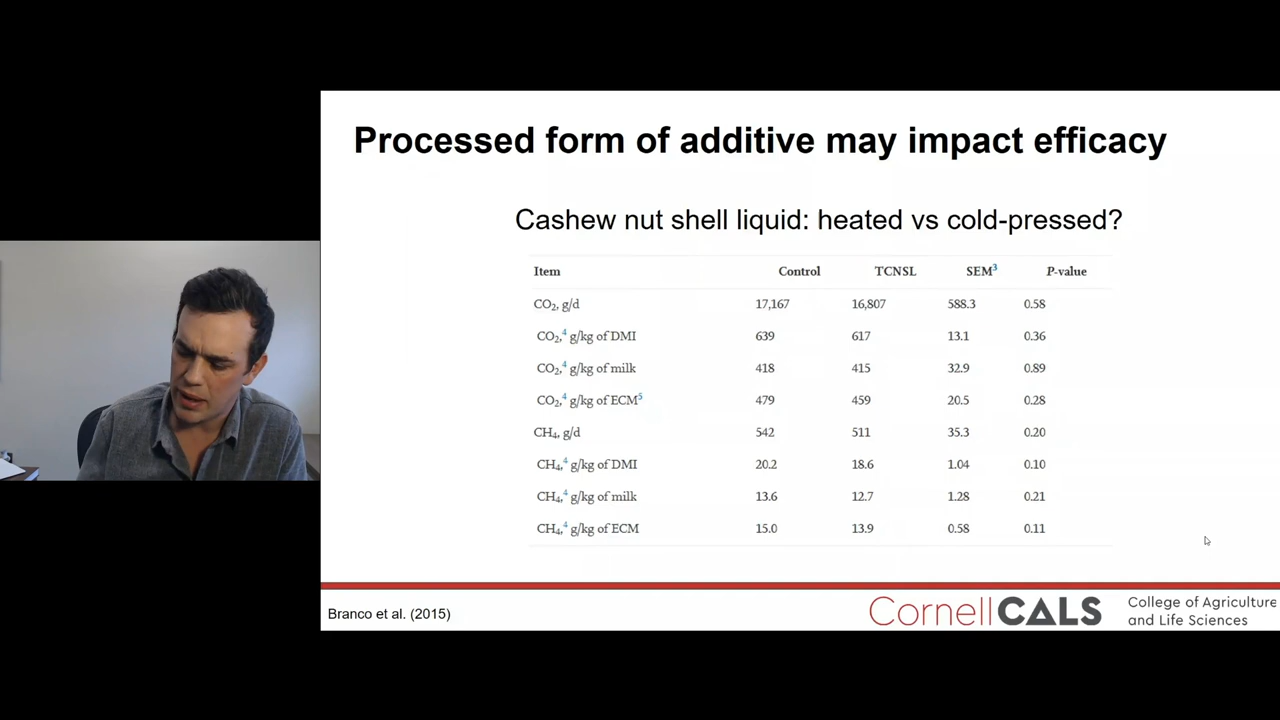 Processed form of additive may impact efficacy
Cashew nut shell liquid: heated vs cold-pressed?
Item Control TCNSL SEM³ P-value
CO₂, g/d 17,167 16,807 588.3 0.58
CO₂,⁴ g/kg of DMI 639 617 13.1 0.36
CO₂,⁴ g/kg of milk 418 415 32.9 0.89
CO₂,⁴ g/kg of ECM⁵ 479 459 20.5 0.28
CH₄, g/d 542 511 35.3 0.20
CH₄,⁴ g/kg of DMI 20.2 18.6 1.04 0.10
CH₄,⁴ g/kg of milk 13.6 12.7 1.28 0.21
CH₄,⁴ g/kg of ECM 15.0 13.9 0.58 0.11
Branco et al. (2015)
CornellCALS
College of Agriculture
and Life Sciences